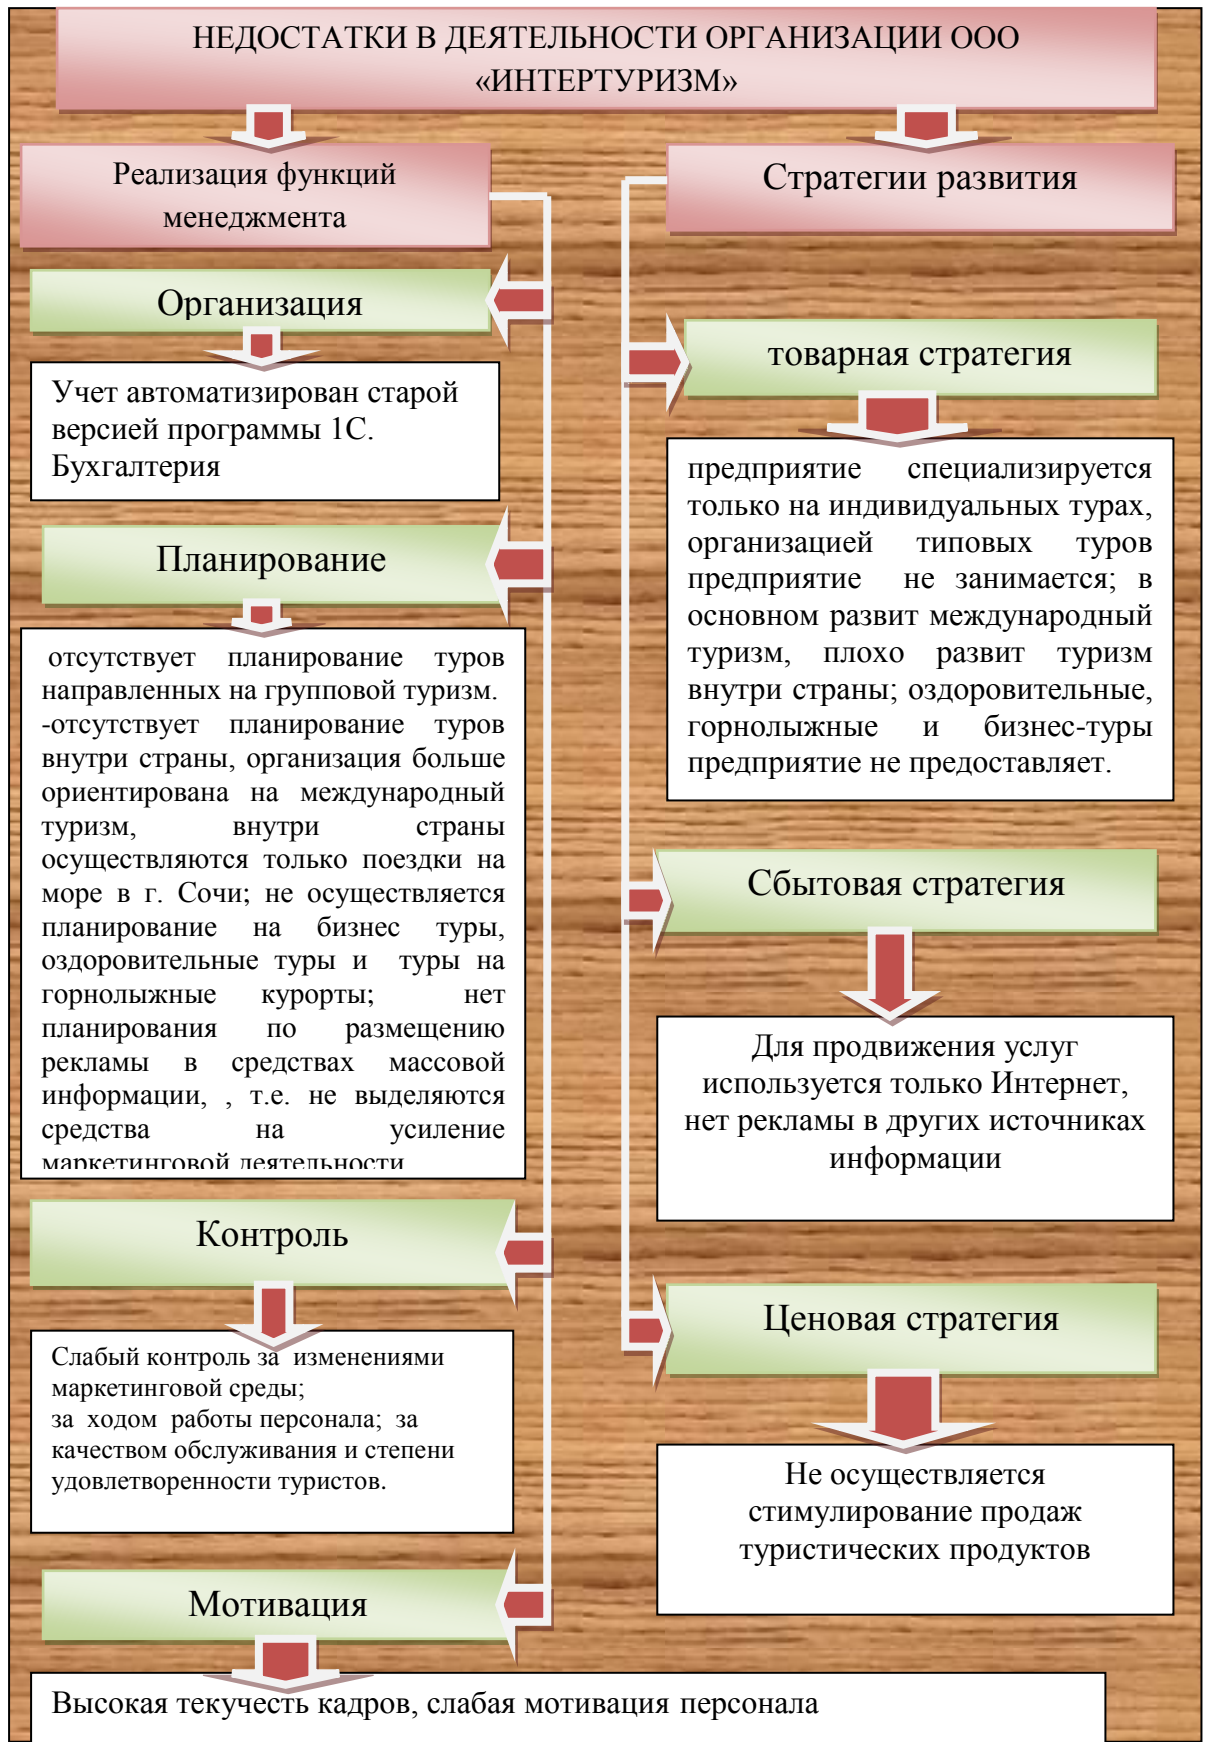 НЕДОСТАТКИ В ДЕЯТЕЛЬНОСТИ ОРГАНИЗАЦИИ ООО
«ИНТЕРТУРИЗМ»
Реализация функций
менеджмента
Организация
Учет автоматизирован старой
версией программы 1С.
Бухгалтерия
Планирование
отсутствует планирование туров
направленных на групповой туризм.
-отсутствует планирование туров
внутри страны, организация больше
ориентирована на международный
туризм, внутри страны
осуществляются только поездки на
море в г. Сочи; не осуществляется
планирование на бизнес туры,
оздоровительные туры и туры на
горнолыжные курорты; нет
планирования по размещению
рекламы в средствах массовой
информации, , т.е. не выделяются
средства на усиление
маркетинговой деятельности
Контроль
Слабый контроль за изменениями
маркетинговой среды;
за ходом работы персонала; за
качеством обслуживания и степени
удовлетворенности туристов.
Мотивация
Высокая текучесть кадров, слабая мотивация персонала
Стратегии развития
товарная стратегия
предприятие специализируется
только на индивидуальных турах,
организацией типовых туров
предприятие не занимается; в
основном развит международный
туризм, плохо развит туризм
внутри страны; оздоровительные,
горнолыжные и бизнес-туры
предприятие не предоставляет.
Сбытовая стратегия
Для продвижения услуг
используется только Интернет,
нет рекламы в других источниках
информации
Ценовая стратегия
Не осуществляется
стимулирование продаж
туристических продуктов